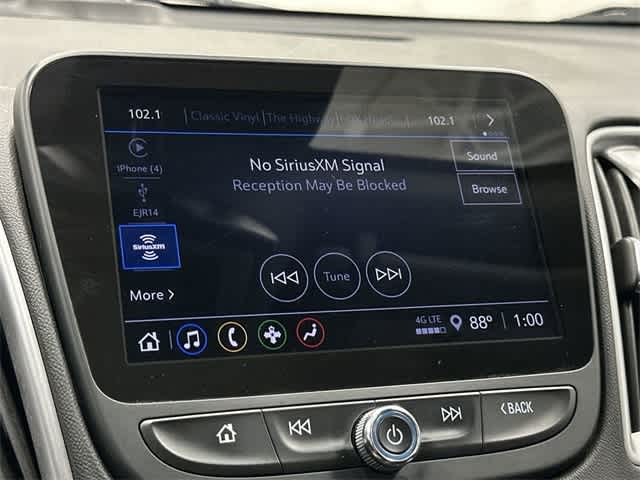 102.1 Classic Vinyl The Highway 102.1
iPhone (4)
No SiriusXM Signal
Reception May Be Blocked
Sound
Browse
EJR14
SiriusXM
Tune
More >
4G LTE 88° 1:00
< BACK